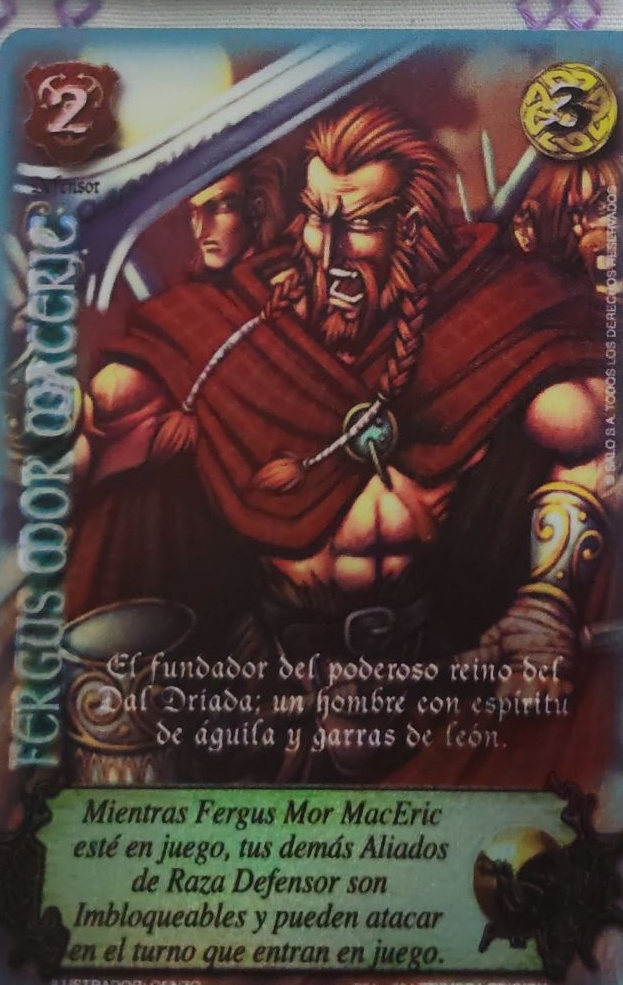 2
3
Defensor
FERGUS MOR MACERIC
© SALO S.A. TODOS LOS DERECHOS RESERVADOS
El fundador del poderoso reino del
Dal Driada; un hombre con espíritu
de águila y garras de león.
Mientras Fergus Mor MacEric
esté en juego, tus demás Aliados
de Raza Defensor son
Imbloqueables y pueden atacar
en el turno que entran en juego.